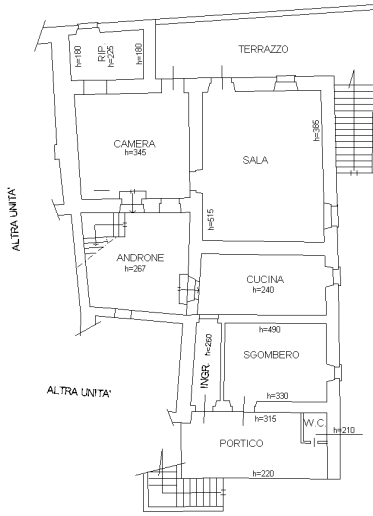 TERRAZZO
h=180
RIP.
h=225
h=180
CAMERA
h=345
h=385
SALA
h=515
ALTRA UNITA'
ANDRONE
h=267
CUCINA
h=240
h=490
INGR. h=260
SGOMBERO
h=330
ALTRA UNITA'
h=315
W.C.
h=210
PORTICO
h=220